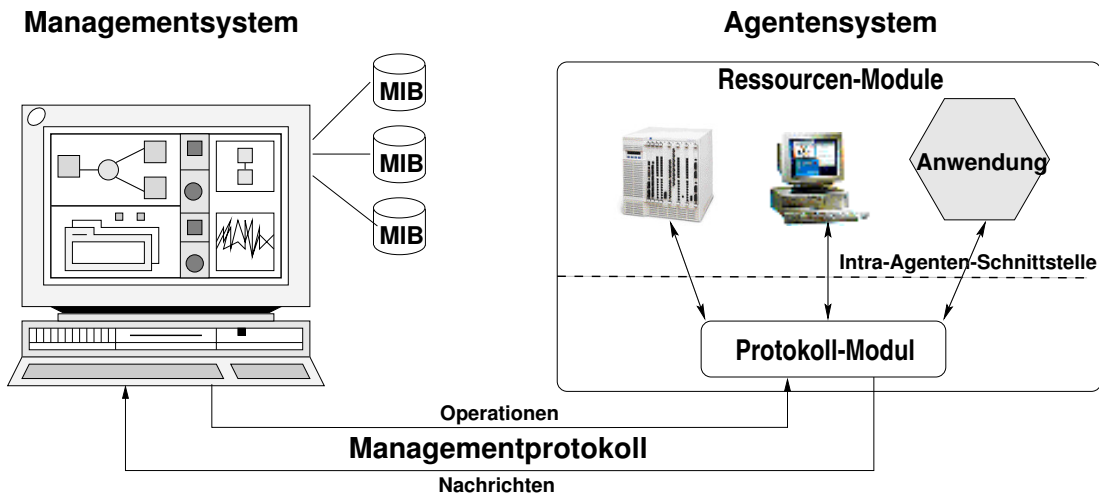 Managementsystem
Agentensystem
MIB
MIB
MIB
Ressourcen-Module
Anwendung
Intra-Agenten-Schnittstelle
Protokoll-Modul
Operationen
Managementprotokoll
Nachrichten